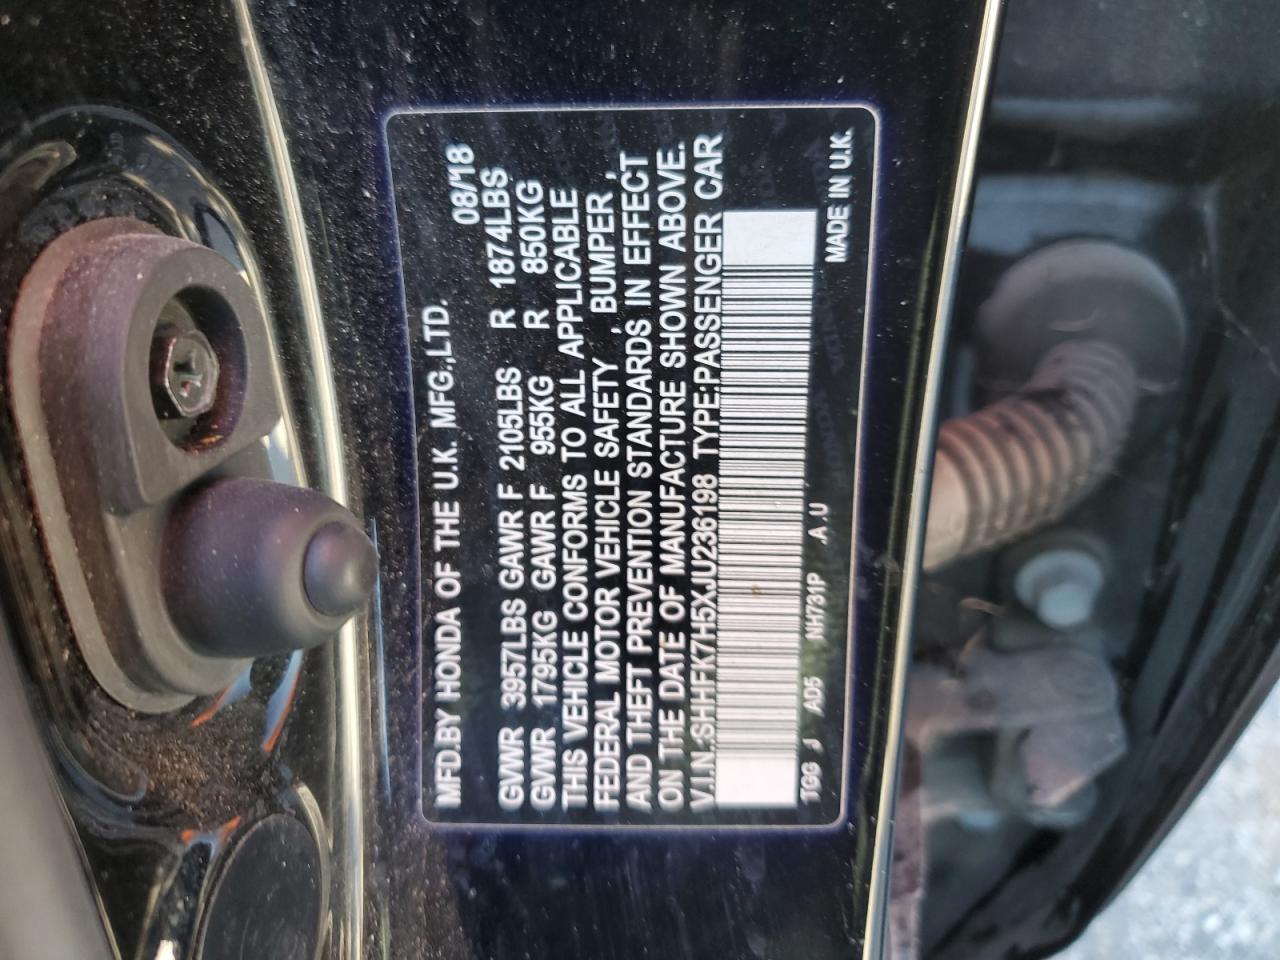 MFD.BY HONDA OF THE U.K. MFG.,LTD. 08/18
GVWR 3957LBS GAWR F 2105LBS R 1874LBS
GVWR 1795KG GAWR F 955KG R 850KG
THIS VEHICLE CONFORMS TO ALL APPLICABLE
FEDERAL MOTOR VEHICLE SAFETY , BUMPER ,
AND THEFT PREVENTION STANDARDS IN EFFECT
ON THE DATE OF MANUFACTURE SHOWN ABOVE.
V.I.N.:SHHFK7H5XJU236198 TYPE:PASSENGER CAR
TGG J AD5 NH731P .A.U MADE IN U.K.